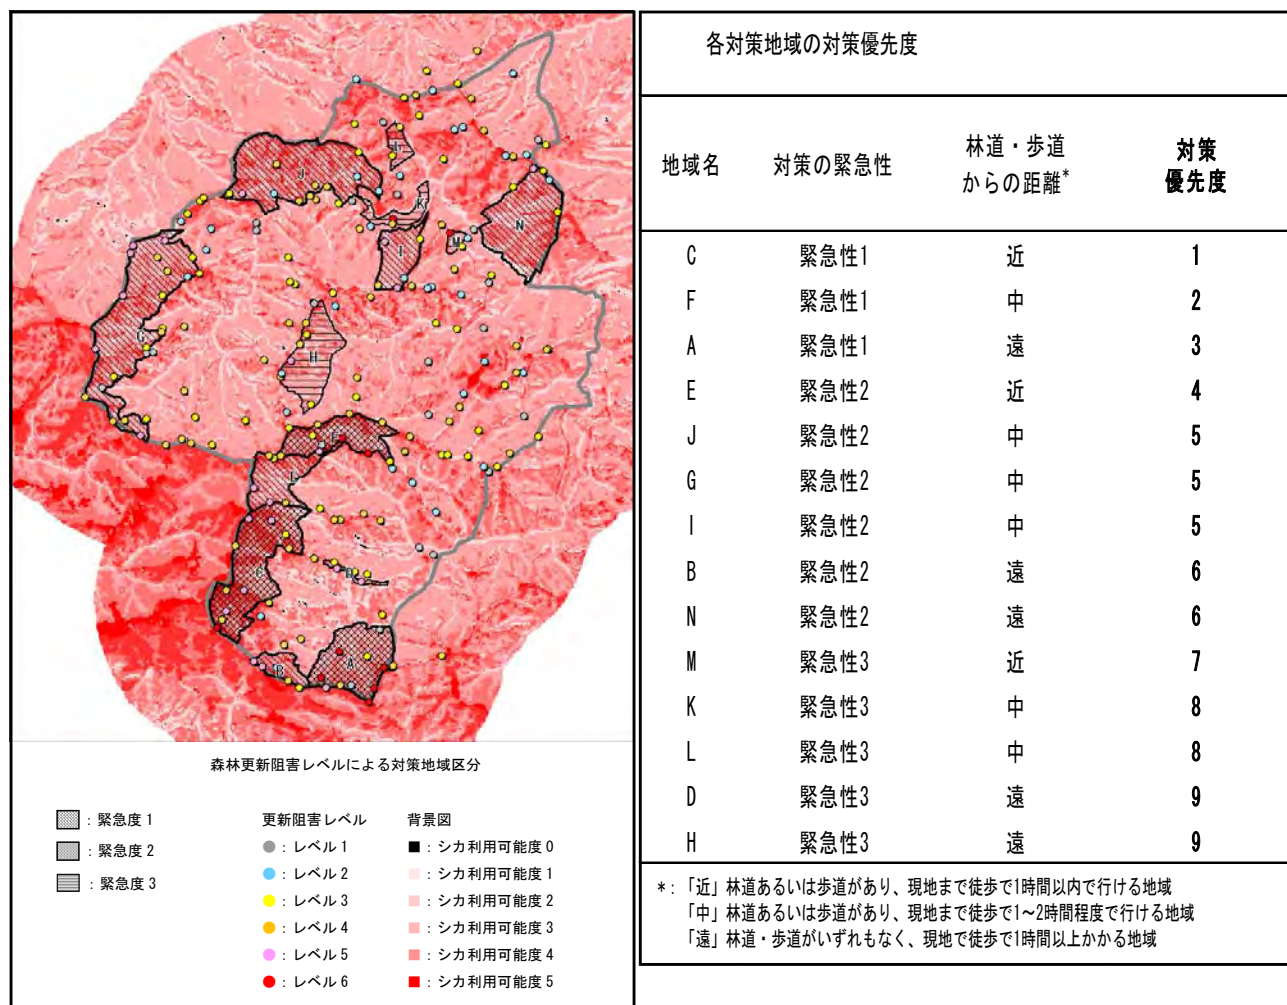 J
L
K
N
M
I
G
H
F
L
C
D
B
A
森林更新阻害レベルによる対策地域区分
：緊急度1
：緊急度2
：緊急度3
更新阻害レベル
：レベル1
：レベル2
：レベル3
：レベル4
：レベル5
：レベル6
背景図
：シカ利用可能度0
：シカ利用可能度1
：シカ利用可能度2
：シカ利用可能度3
：シカ利用可能度4
：シカ利用可能度5
各対策地域の対策優先度
地域名 対策の緊急性 林道・歩道からの距離* 対策優先度
C 緊急性1 近 1
F 緊急性1 中 2
A 緊急性1 遠 3
E 緊急性2 近 4
J 緊急性2 中 5
G 緊急性2 中 5
I 緊急性2 中 5
B 緊急性2 遠 6
N 緊急性2 遠 6
M 緊急性3 近 7
K 緊急性3 中 8
L 緊急性3 中 8
D 緊急性3 遠 9
H 緊急性3 遠 9
*：「近」林道あるいは歩道があり、現地まで徒歩で1時間以内で行ける地域
「中」林道あるいは歩道があり、現地まで徒歩で1～2時間程度で行ける地域
「遠」林道・歩道がいずれもなく、現地で徒歩で1時間以上かかる地域